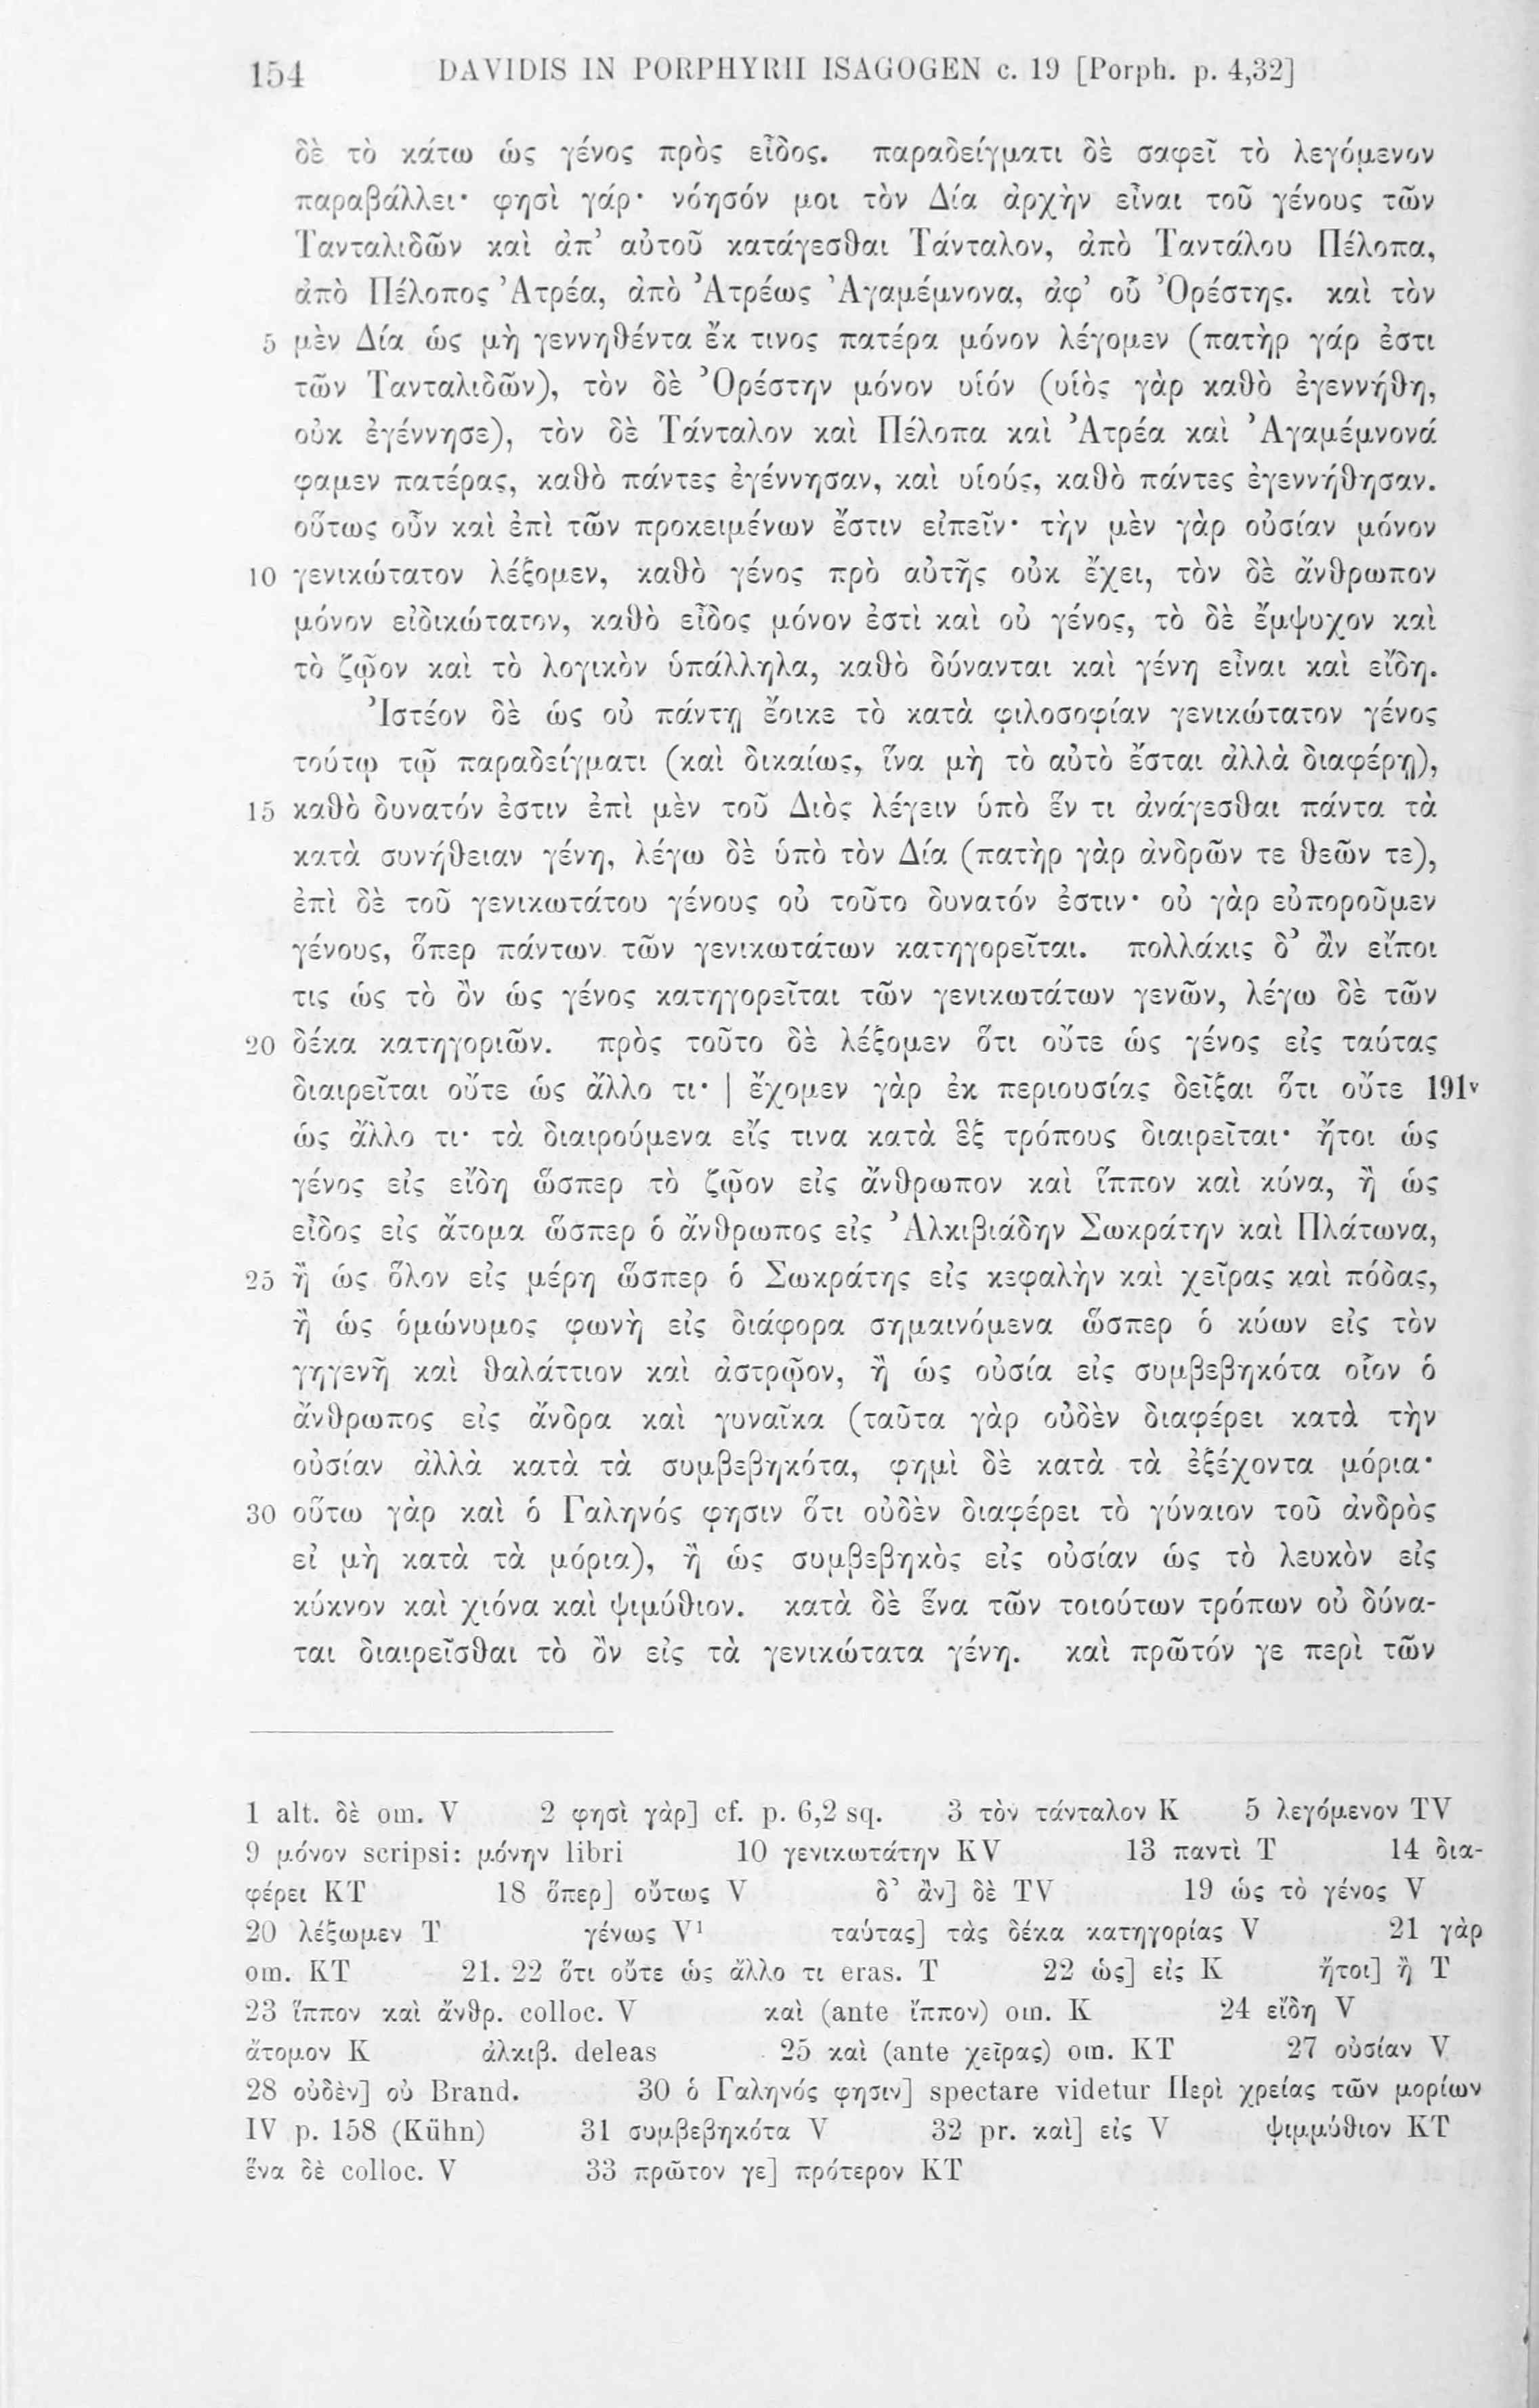 154 DAVIDIS IN PORPHYRII ISAGOGEN c. 19 [Porph. p. 4,32]
δὲ τὸ κάτω ὡς γένος πρὸς εἶδος. παραδείγματι δὲ σαφεῖ τὸ λεγόμενον
παραβάλλει· φησὶ γάρ· νόησόν μοι τὸν Δία ἀρχὴν εἶναι τοῦ γένους τῶν
Τανταλιδῶν καὶ ἀπ’ αὐτοῦ κατάγεσθαι Τάνταλον, ἀπὸ Ταντάλου Πέλοπα,
ἀπὸ Πέλοπος Ἀτρέα, ἀπὸ Ἀτρέως Ἀγαμέμνονα, ἀφ’ οὗ Ὀρέστης. καὶ τὸν
5 μὲν Δία ὡς μὴ γεννηθέντα ἔκ τινος πατέρα μόνον λέγομεν (πατὴρ γάρ ἐστι
τῶν Τανταλιδῶν), τὸν δὲ Ὀρέστην μόνον υἱόν (υἱὸς γὰρ καθὸ ἐγεννήθη,
οὐκ ἐγέννησε), τὸν δὲ Τάνταλον καὶ Πέλοπα καὶ Ἀτρέα καὶ Ἀγαμέμνονά
φαμεν πατέρας, καθὸ πάντες ἐγέννησαν, καὶ υἱούς, καθὸ πάντες ἐγεννήθησαν.
οὕτως οὖν καὶ ἐπὶ τῶν προκειμένων ἔστιν εἰπεῖν· τὴν μὲν γὰρ οὐσίαν μόνον
10 γενικώτατον λέξομεν, καθὸ γένος πρὸ αὐτῆς οὐκ ἔχει, τὸν δὲ ἄνθρωπον
μόνον εἰδικώτατον, καθὸ εἶδος μόνον ἐστὶ καὶ οὐ γένος, τὸ δὲ ἔμψυχον καὶ
τὸ ζῷον καὶ τὸ λογικὸν ὑπάλληλα, καθὸ δύνανται καὶ γένη εἶναι καὶ εἴδη.
Ἰστέον δὲ ὡς οὐ πάντῃ ἔοικε τὸ κατὰ φιλοσοφίαν γενικώτατον γένος
τούτῳ τῷ παραδείγματι (καὶ δικαίως, ἵνα μὴ τὸ αὐτὸ ἔσται ἀλλὰ διαφέρῃ),
15 καθὸ δυνατόν ἐστιν ἐπὶ μὲν τοῦ Διὸς λέγειν ὑπὸ ἕν τι ἀνάγεσθαι πάντα τὰ
κατὰ συνήθειαν γένη, λέγω δὲ ὑπὸ τὸν Δία (πατὴρ γὰρ ἀνδρῶν τε θεῶν τε),
ἐπὶ δὲ τοῦ γενικωτάτου γένους οὐ τοῦτο δυνατόν ἐστιν· οὐ γὰρ εὐποροῦμεν
γένους, ὅπερ πάντων τῶν γενικωτάτων κατηγορεῖται. πολλάκις δ’ ἂν εἴποι
τις ὡς τὸ ὂν ὡς γένος κατηγορεῖται τῶν γενικωτάτων γενῶν, λέγω δὲ τῶν
20 δέκα κατηγοριῶν. πρὸς τοῦτο δὲ λέξομεν ὅτι οὔτε ὡς γένος εἰς ταύτας
διαιρεῖται οὔτε ὡς ἄλλο τι· | ἔχομεν γὰρ ἐκ περιουσίας δεῖξαι ὅτι οὔτε 191v
ὡς ἄλλο τι· τὰ διαιρούμενα εἴς τινα κατὰ ἓξ τρόπους διαιρεῖται· ἤτοι ὡς
γένος εἰς εἴδη ὥσπερ τὸ ζῷον εἰς ἄνθρωπον καὶ ἵππον καὶ κύνα, ἢ ὡς
εἶδος εἰς ἄτομα ὥσπερ ὁ ἄνθρωπος εἰς Ἀλκιβιάδην Σωκράτην καὶ Πλάτωνα,
25 ἢ ὡς ὅλον εἰς μέρη ὥσπερ ὁ Σωκράτης εἰς κεφαλὴν καὶ χεῖρας καὶ πόδας,
ἢ ὡς ὁμώνυμος φωνὴ εἰς διάφορα σημαινόμενα ὥσπερ ὁ κύων εἰς τὸν
γηγενῆ καὶ θαλάττιον καὶ ἀστρῷον, ἢ ὡς οὐσία εἰς συμβεβηκότα οἷον ὁ
ἄνθρωπος εἰς ἄνδρα καὶ γυναῖκα (ταῦτα γὰρ οὐδὲν διαφέρει κατὰ τὴν
οὐσίαν ἀλλὰ κατὰ τὰ συμβεβηκότα, φημὶ δὲ κατὰ τὰ ἐξέχοντα μόρια·
30 οὕτω γὰρ καὶ ὁ Γαληνός φησιν ὅτι οὐδὲν διαφέρει τὸ γύναιον τοῦ ἀνδρὸς
εἰ μὴ κατὰ τὰ μόρια), ἢ ὡς συμβεβηκὸς εἰς οὐσίαν ὡς τὸ λευκὸν εἰς
κύκνον καὶ χιόνα καὶ ψιμύθιον. κατὰ δὲ ἕνα τῶν τοιούτων τρόπων οὐ δύνα-
ται διαιρεῖσθαι τὸ ὂν εἰς τὰ γενικώτατα γένη. καὶ πρῶτόν γε περὶ τῶν
1 alt. δὲ om. V 2 φησὶ γὰρ] cf. p. 6,2 sq. 3 τὸν τάνταλον K 5 λεγόμενον TV
9 μόνον scripsi: μόνην libri 10 γενικωτάτην KV 13 παντὶ T 14 δια-
φέρει KT 18 ὅπερ] οὕτως V δ’ ἂν] δὲ TV 19 ὡς τὸ γένος V
20 λέξωμεν T γένως V¹ ταύτας] τὰς δέκα κατηγορίας V 21 γὰρ
om. KT 21. 22 ὅτι οὔτε ὡς ἄλλο τι eras. T 22 ὡς] εἰς K ἤτοι] ἢ T
23 ἵππον καὶ ἄνθρ. colloc. V καὶ (ante ἵππον) om. K 24 εἴδη V
ἄτομον K ἀλκιβ. deleas 25 καὶ (ante χεῖρας) om. KT 27 οὐσίαν V
28 οὐδὲν] οὐ Brand. 30 ὁ Γαληνός φησιν] spectare videtur Περὶ χρείας τῶν μορίων
IV p. 158 (Kühn) 31 συμβεβηκότα V 32 pr. καὶ] εἰς V ψιμμύθιον KT
ἕνα δὲ colloc. V 33 πρῶτον γε] πρότερον KT